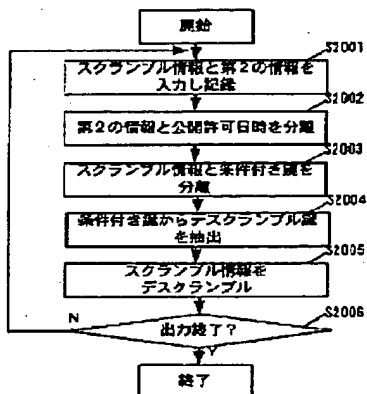 開始
S2001
スクランブル情報と第2の情報を
入力し記録
S2002
第2の情報と公開許可日時を分離
S2003
スクランブル情報と条件付き鍵を
分離
S2004
条件付き鍵からデスクランブル鍵
を抽出
S2005
スクランブル情報を
デスクランブル
S2006
N
出力終了?
Y
終了